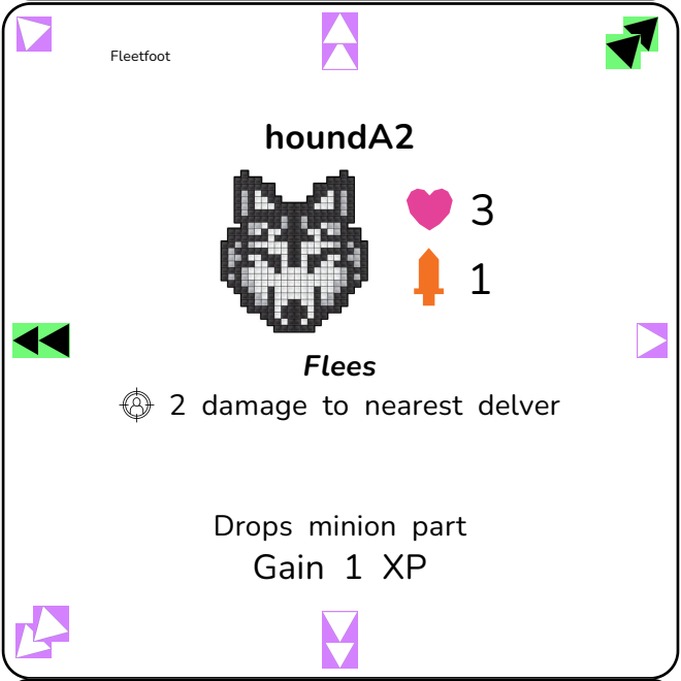 Fleetfoot
houndA2
3
1
Flees
2 damage to nearest delver
Drops minion part
Gain 1 XP